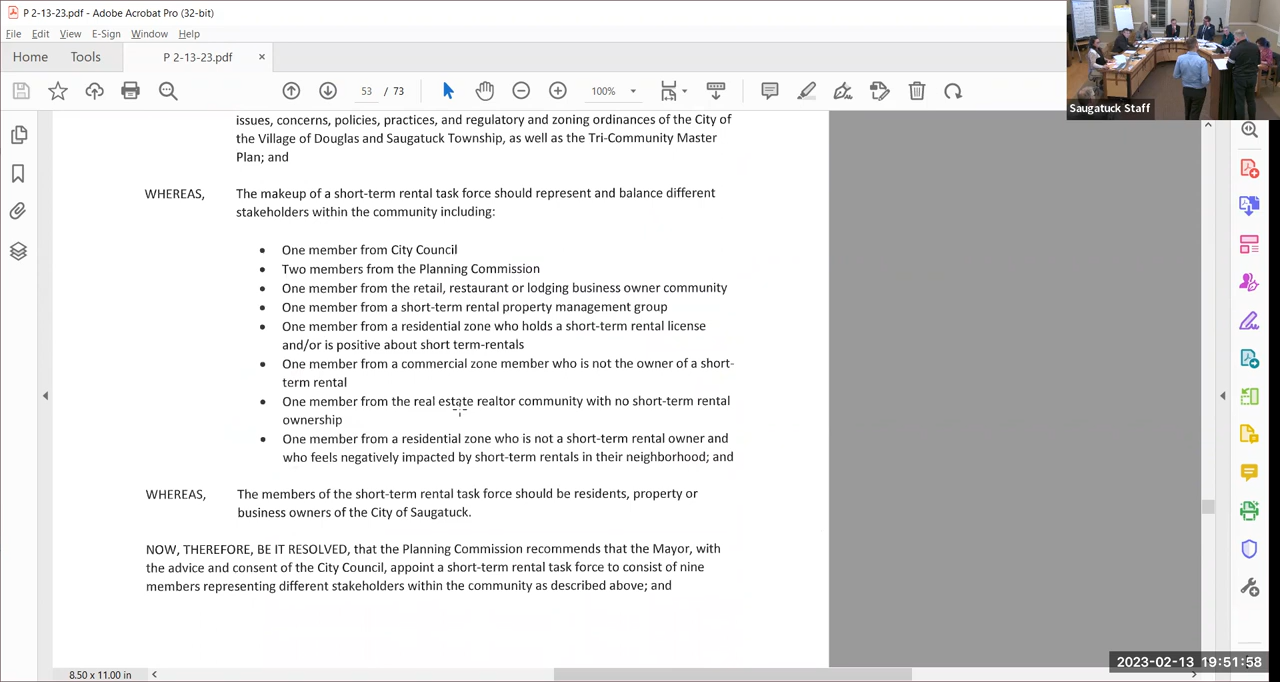 P 2-13-23.pdf - Adobe Acrobat Pro (32-bit)
File Edit View E-Sign Window Help
Home Tools P 2-13-23.pdf ×
53 / 73 100%
Saugatuck Staff
issues, concerns, policies, practices, and regulatory and zoning ordinances of the City of
the Village of Douglas and Saugatuck Township, as well as the Tri-Community Master
Plan; and
WHEREAS, The makeup of a short-term rental task force should represent and balance different
stakeholders within the community including:
• One member from City Council
• Two members from the Planning Commission
• One member from the retail, restaurant or lodging business owner community
• One member from a short-term rental property management group
• One member from a residential zone who holds a short-term rental license
and/or is positive about short term-rentals
• One member from a commercial zone member who is not the owner of a short-
term rental
• One member from the real estate realtor community with no short-term rental
ownership
• One member from a residential zone who is not a short-term rental owner and
who feels negatively impacted by short-term rentals in their neighborhood; and
WHEREAS, The members of the short-term rental task force should be residents, property or
business owners of the City of Saugatuck.
NOW, THEREFORE, BE IT RESOLVED, that the Planning Commission recommends that the Mayor, with
the advice and consent of the City Council, appoint a short-term rental task force to consist of nine
members representing different stakeholders within the community as described above; and
8.50 x 11.00 in
2023-02-13 19:51:58